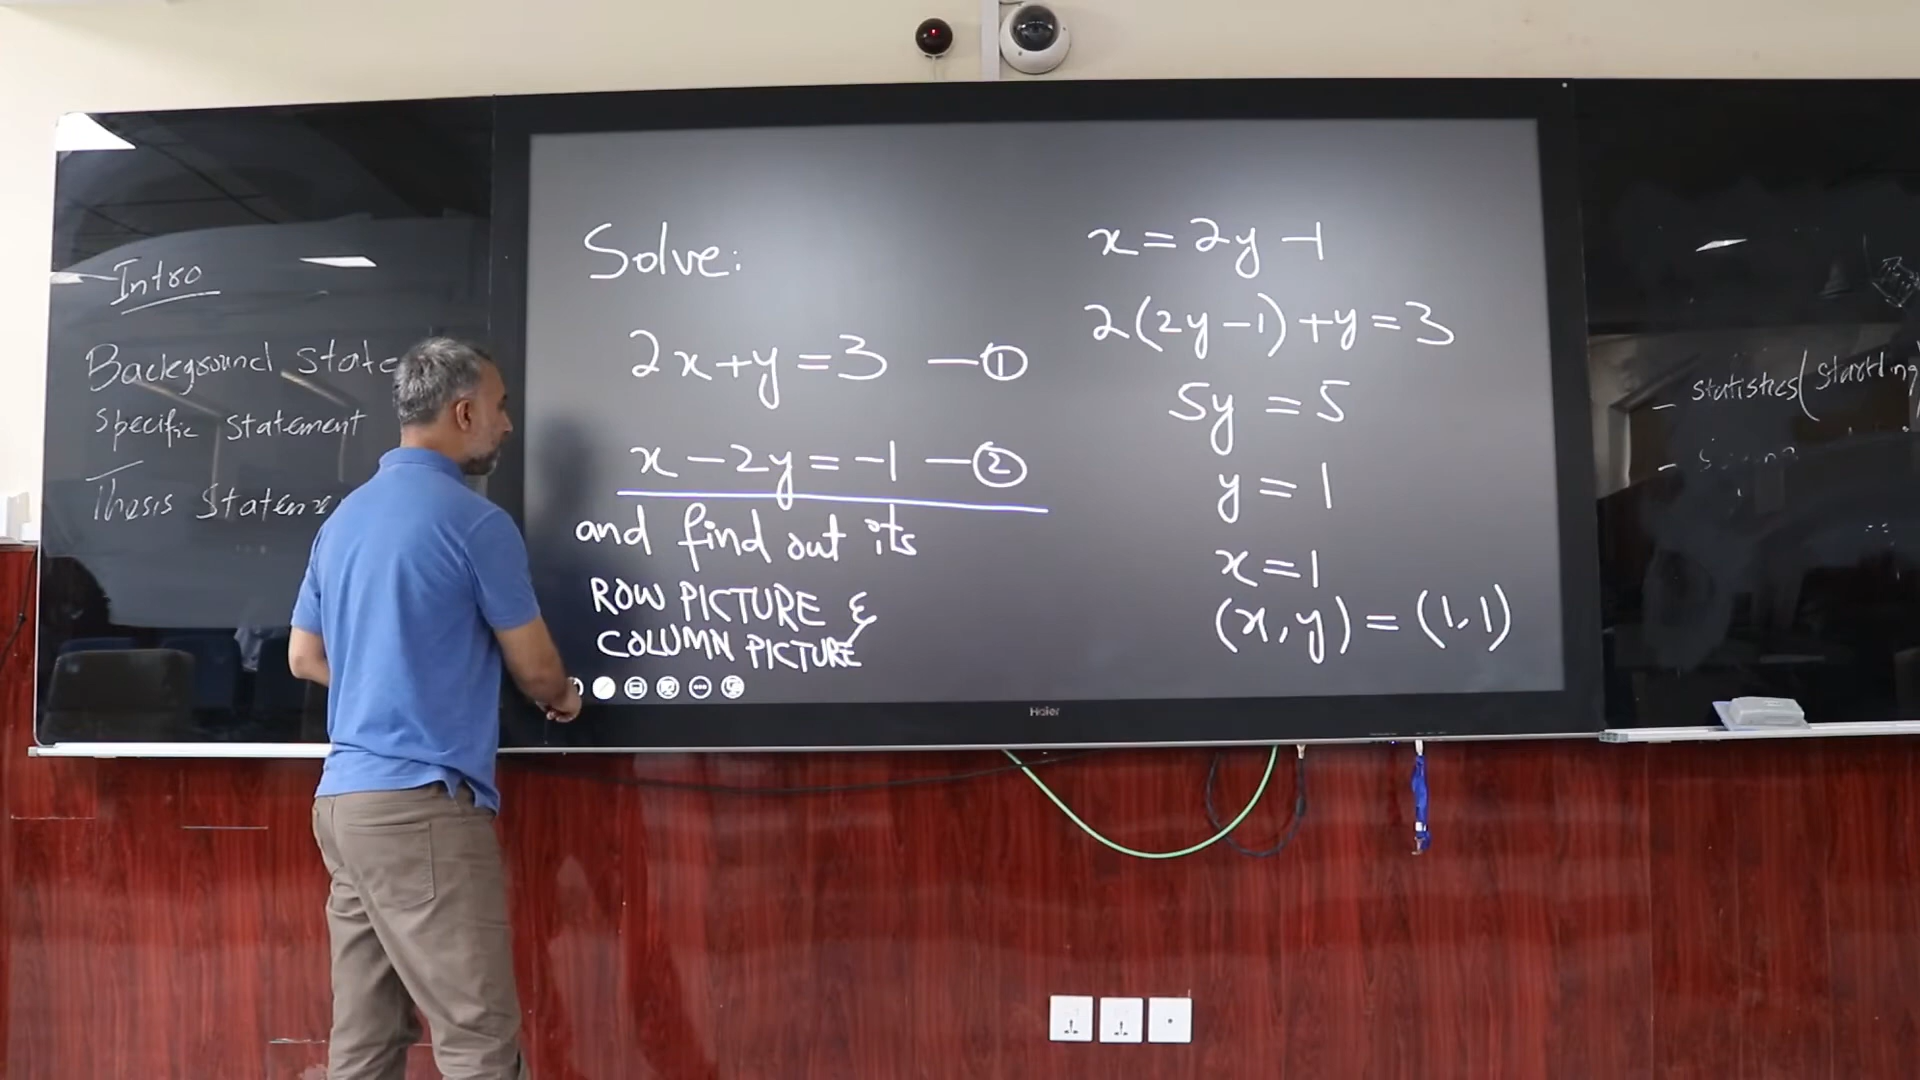 Intro
Background state
specific statement
Thesis Statem
Solve:
2x+y=3 —①
x-2y=-1 —②
and find out its
ROW PICTURE &
COLUMN PICTURE
x=2y-1
2(2y-1)+y=3
5y=5
y=1
x=1
(x,y)=(1,1)
Haier
- statistics(startling